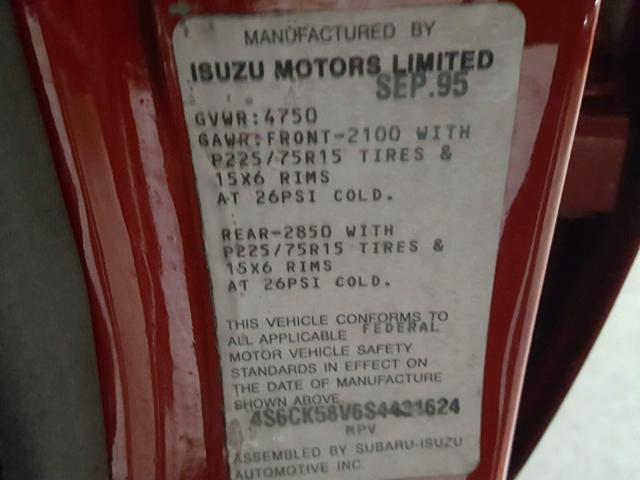 MANUFACTURED BY
ISUZU MOTORS LIMITED
SEP.95
GVWR:4750
GAWR:FRONT-2100 WITH
P225/75R15 TIRES &
15X6 RIMS
AT 26PSI COLD.
REAR-2850 WITH
P225/75R15 TIRES &
15X6 RIMS
AT 26PSI COLD.
THIS VEHICLE CONFORMS TO
ALL APPLICABLE FEDERAL
MOTOR VEHICLE SAFETY
STANDARDS IN EFFECT ON
THE DATE OF MANUFACTURE
SHOWN ABOVE.
4S6CK58V6S4431624
MPV
ASSEMBLED BY SUBARU-ISUZU
AUTOMOTIVE INC.